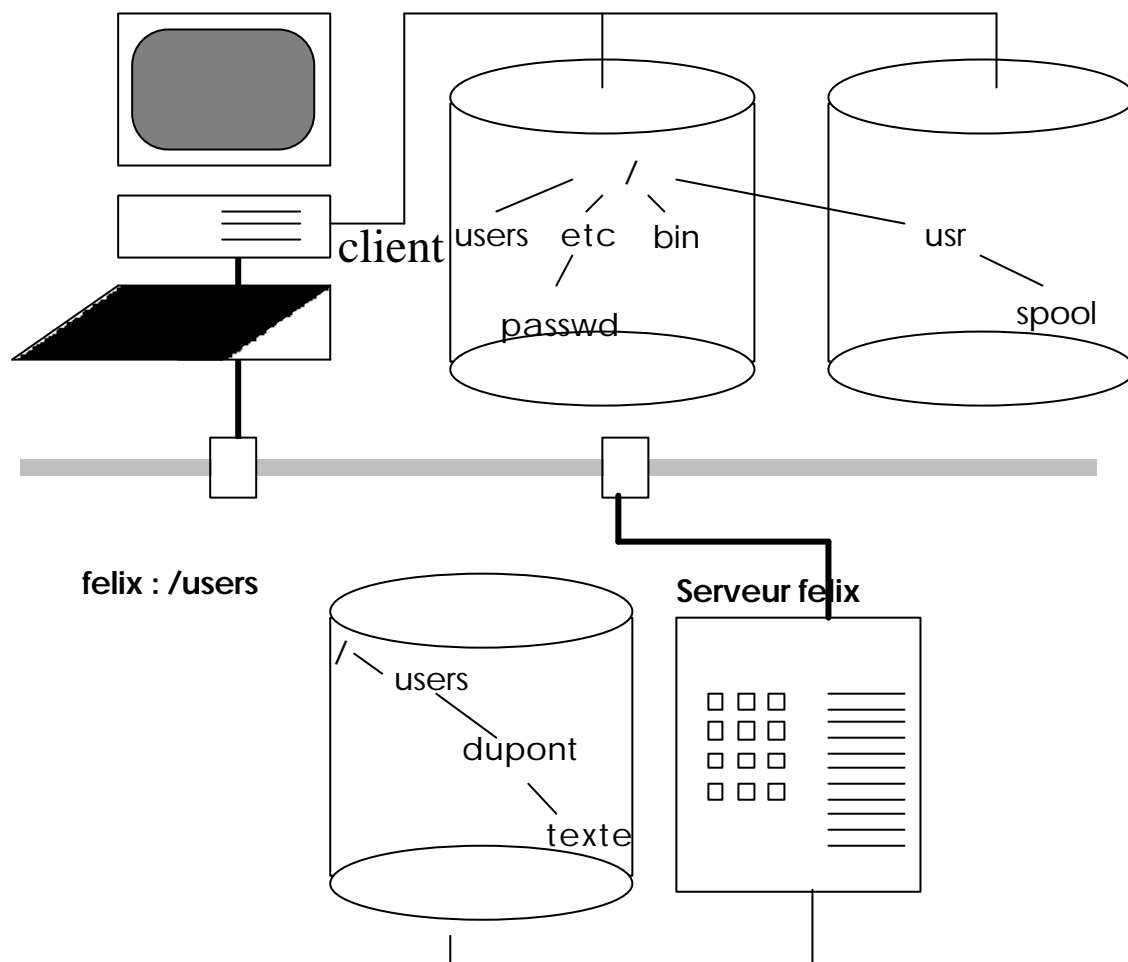 /
client users etc bin usr
passwd spool
felix : /users Serveur felix
/
users
dupont
texte